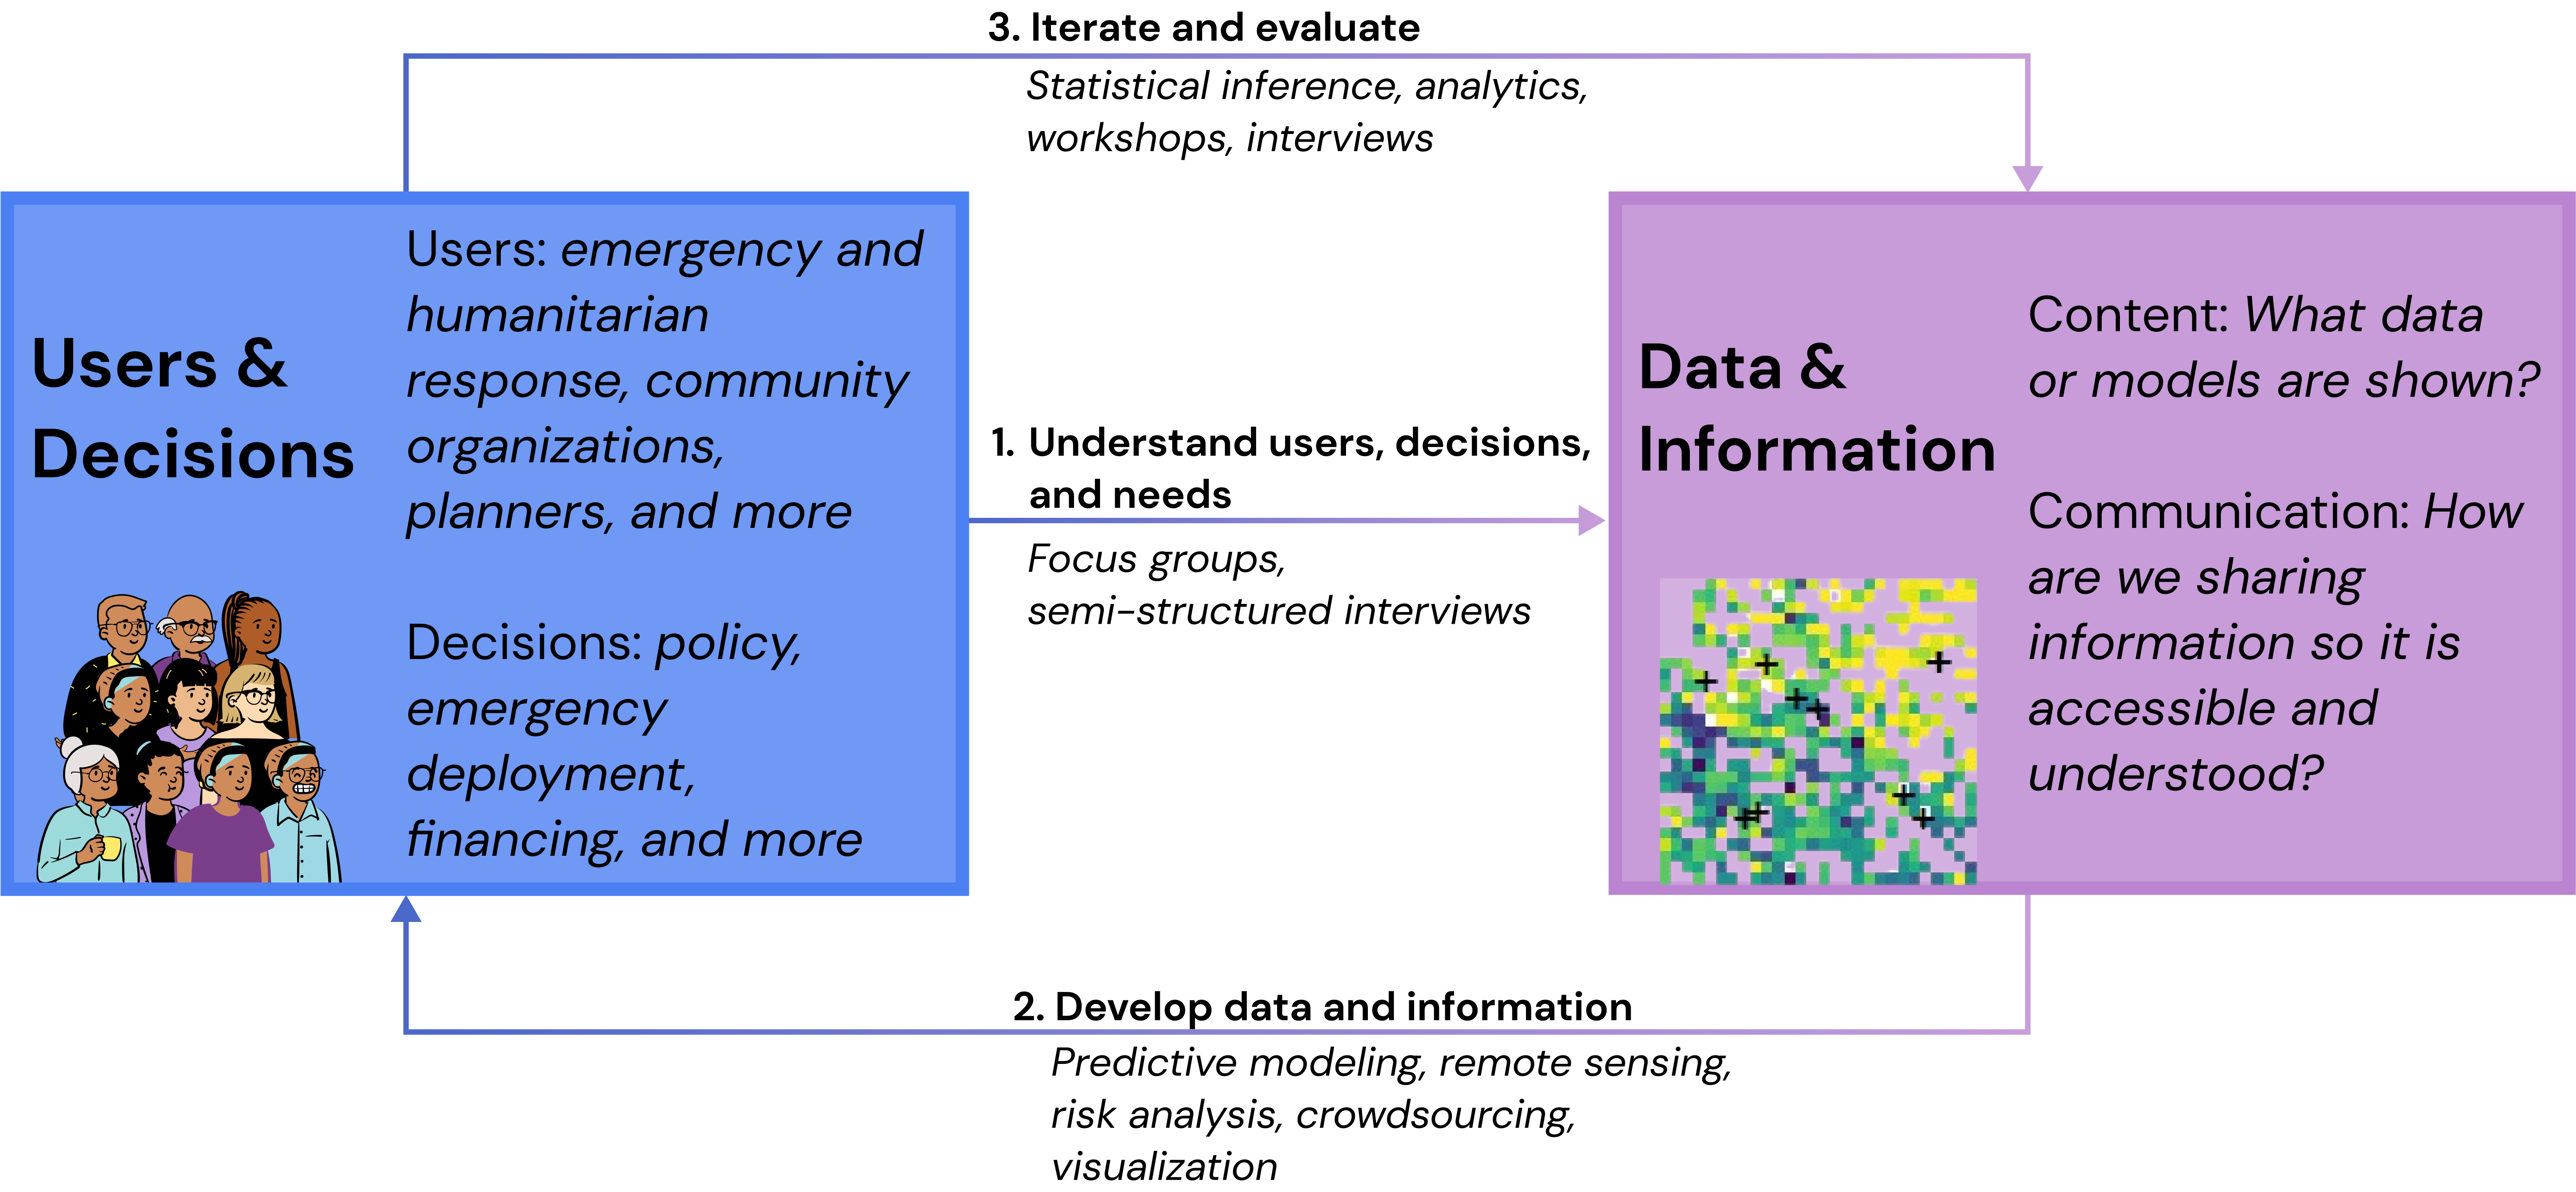 3. Iterate and evaluate
Statistical inference, analytics,
workshops, interviews
Users &
Decisions
Users: emergency and
humanitarian
response, community
organizations,
planners, and more
Decisions: policy,
emergency
deployment,
financing, and more
1. Understand users, decisions,
and needs
Focus groups,
semi-structured interviews
Data &
Information
Content: What data
or models are shown?
Communication: How
are we sharing
information so it is
accessible and
understood?
2. Develop data and information
Predictive modeling, remote sensing,
risk analysis, crowdsourcing,
visualization